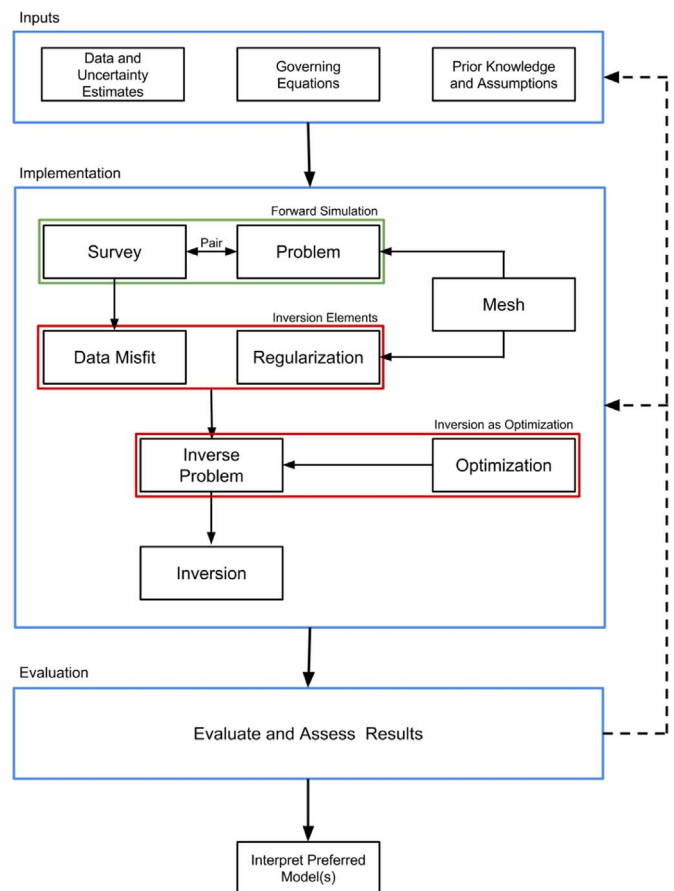 Inputs
Data and
Uncertainty
Estimates
Governing
Equations
Prior Knowledge
and Assumptions
Implementation
Forward Simulation
Survey
Pair
Problem
Mesh
Inversion Elements
Data Misfit
Regularization
Inversion as Optimization
Inverse
Problem
Optimization
Inversion
Evaluation
Evaluate and Assess Results
Interpret Preferred
Model(s)